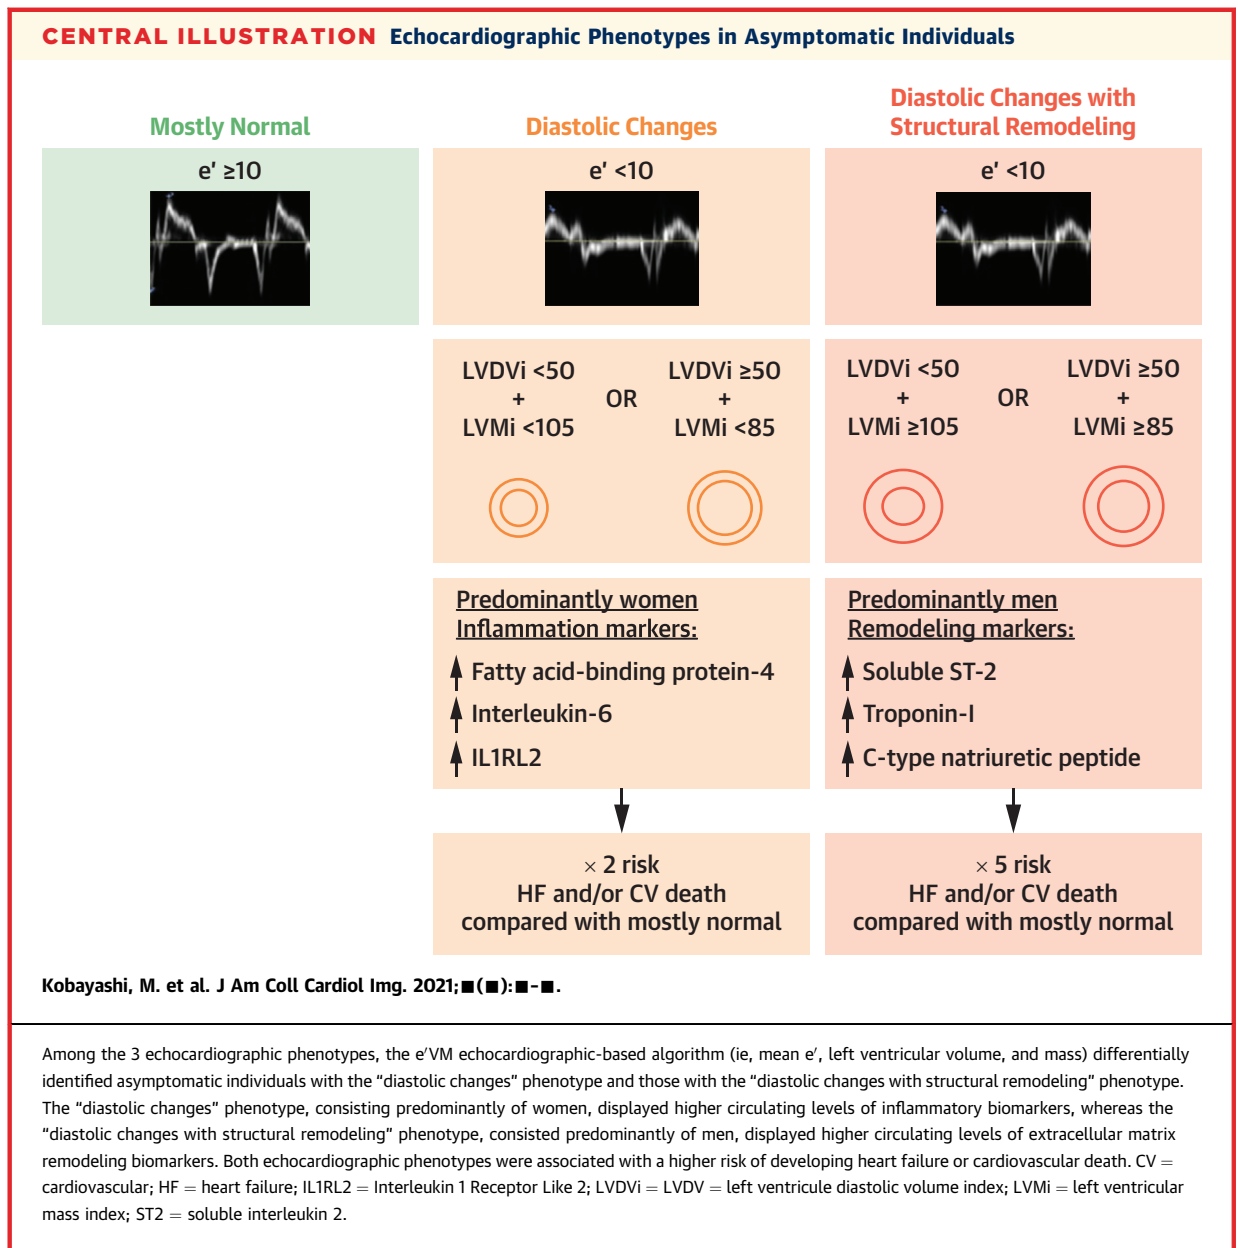 CENTRAL ILLUSTRATION Echocardiographic Phenotypes in Asymptomatic Individuals
Mostly Normal
e′ ≥10
Diastolic Changes
e′ <10
LVDVi <50
+
LVMi <105
OR
LVDVi ≥50
+
LVMi <85
Predominantly women
Inflammation markers:
Fatty acid-binding protein-4
Interleukin-6
IL1RL2
× 2 risk
HF and/or CV death
compared with mostly normal
Diastolic Changes with
Structural Remodeling
e′ <10
LVDVi <50
+
LVMi ≥105
OR
LVDVi ≥50
+
LVMi ≥85
Predominantly men
Remodeling markers:
Soluble ST-2
Troponin-I
C-type natriuretic peptide
× 5 risk
HF and/or CV death
compared with mostly normal
Kobayashi, M. et al. J Am Coll Cardiol Img. 2021;■(■):■-■.
Among the 3 echocardiographic phenotypes, the e′VM echocardiographic-based algorithm (ie, mean e′, left ventricular volume, and mass) differentially
identified asymptomatic individuals with the “diastolic changes” phenotype and those with the “diastolic changes with structural remodeling” phenotype.
The “diastolic changes” phenotype, consisting predominantly of women, displayed higher circulating levels of inflammatory biomarkers, whereas the
“diastolic changes with structural remodeling” phenotype, consisted predominantly of men, displayed higher circulating levels of extracellular matrix
remodeling biomarkers. Both echocardiographic phenotypes were associated with a higher risk of developing heart failure or cardiovascular death. CV =
cardiovascular; HF = heart failure; IL1RL2 = Interleukin 1 Receptor Like 2; LVDVi = LVDV = left ventricule diastolic volume index; LVMi = left ventricular
mass index; ST2 = soluble interleukin 2.